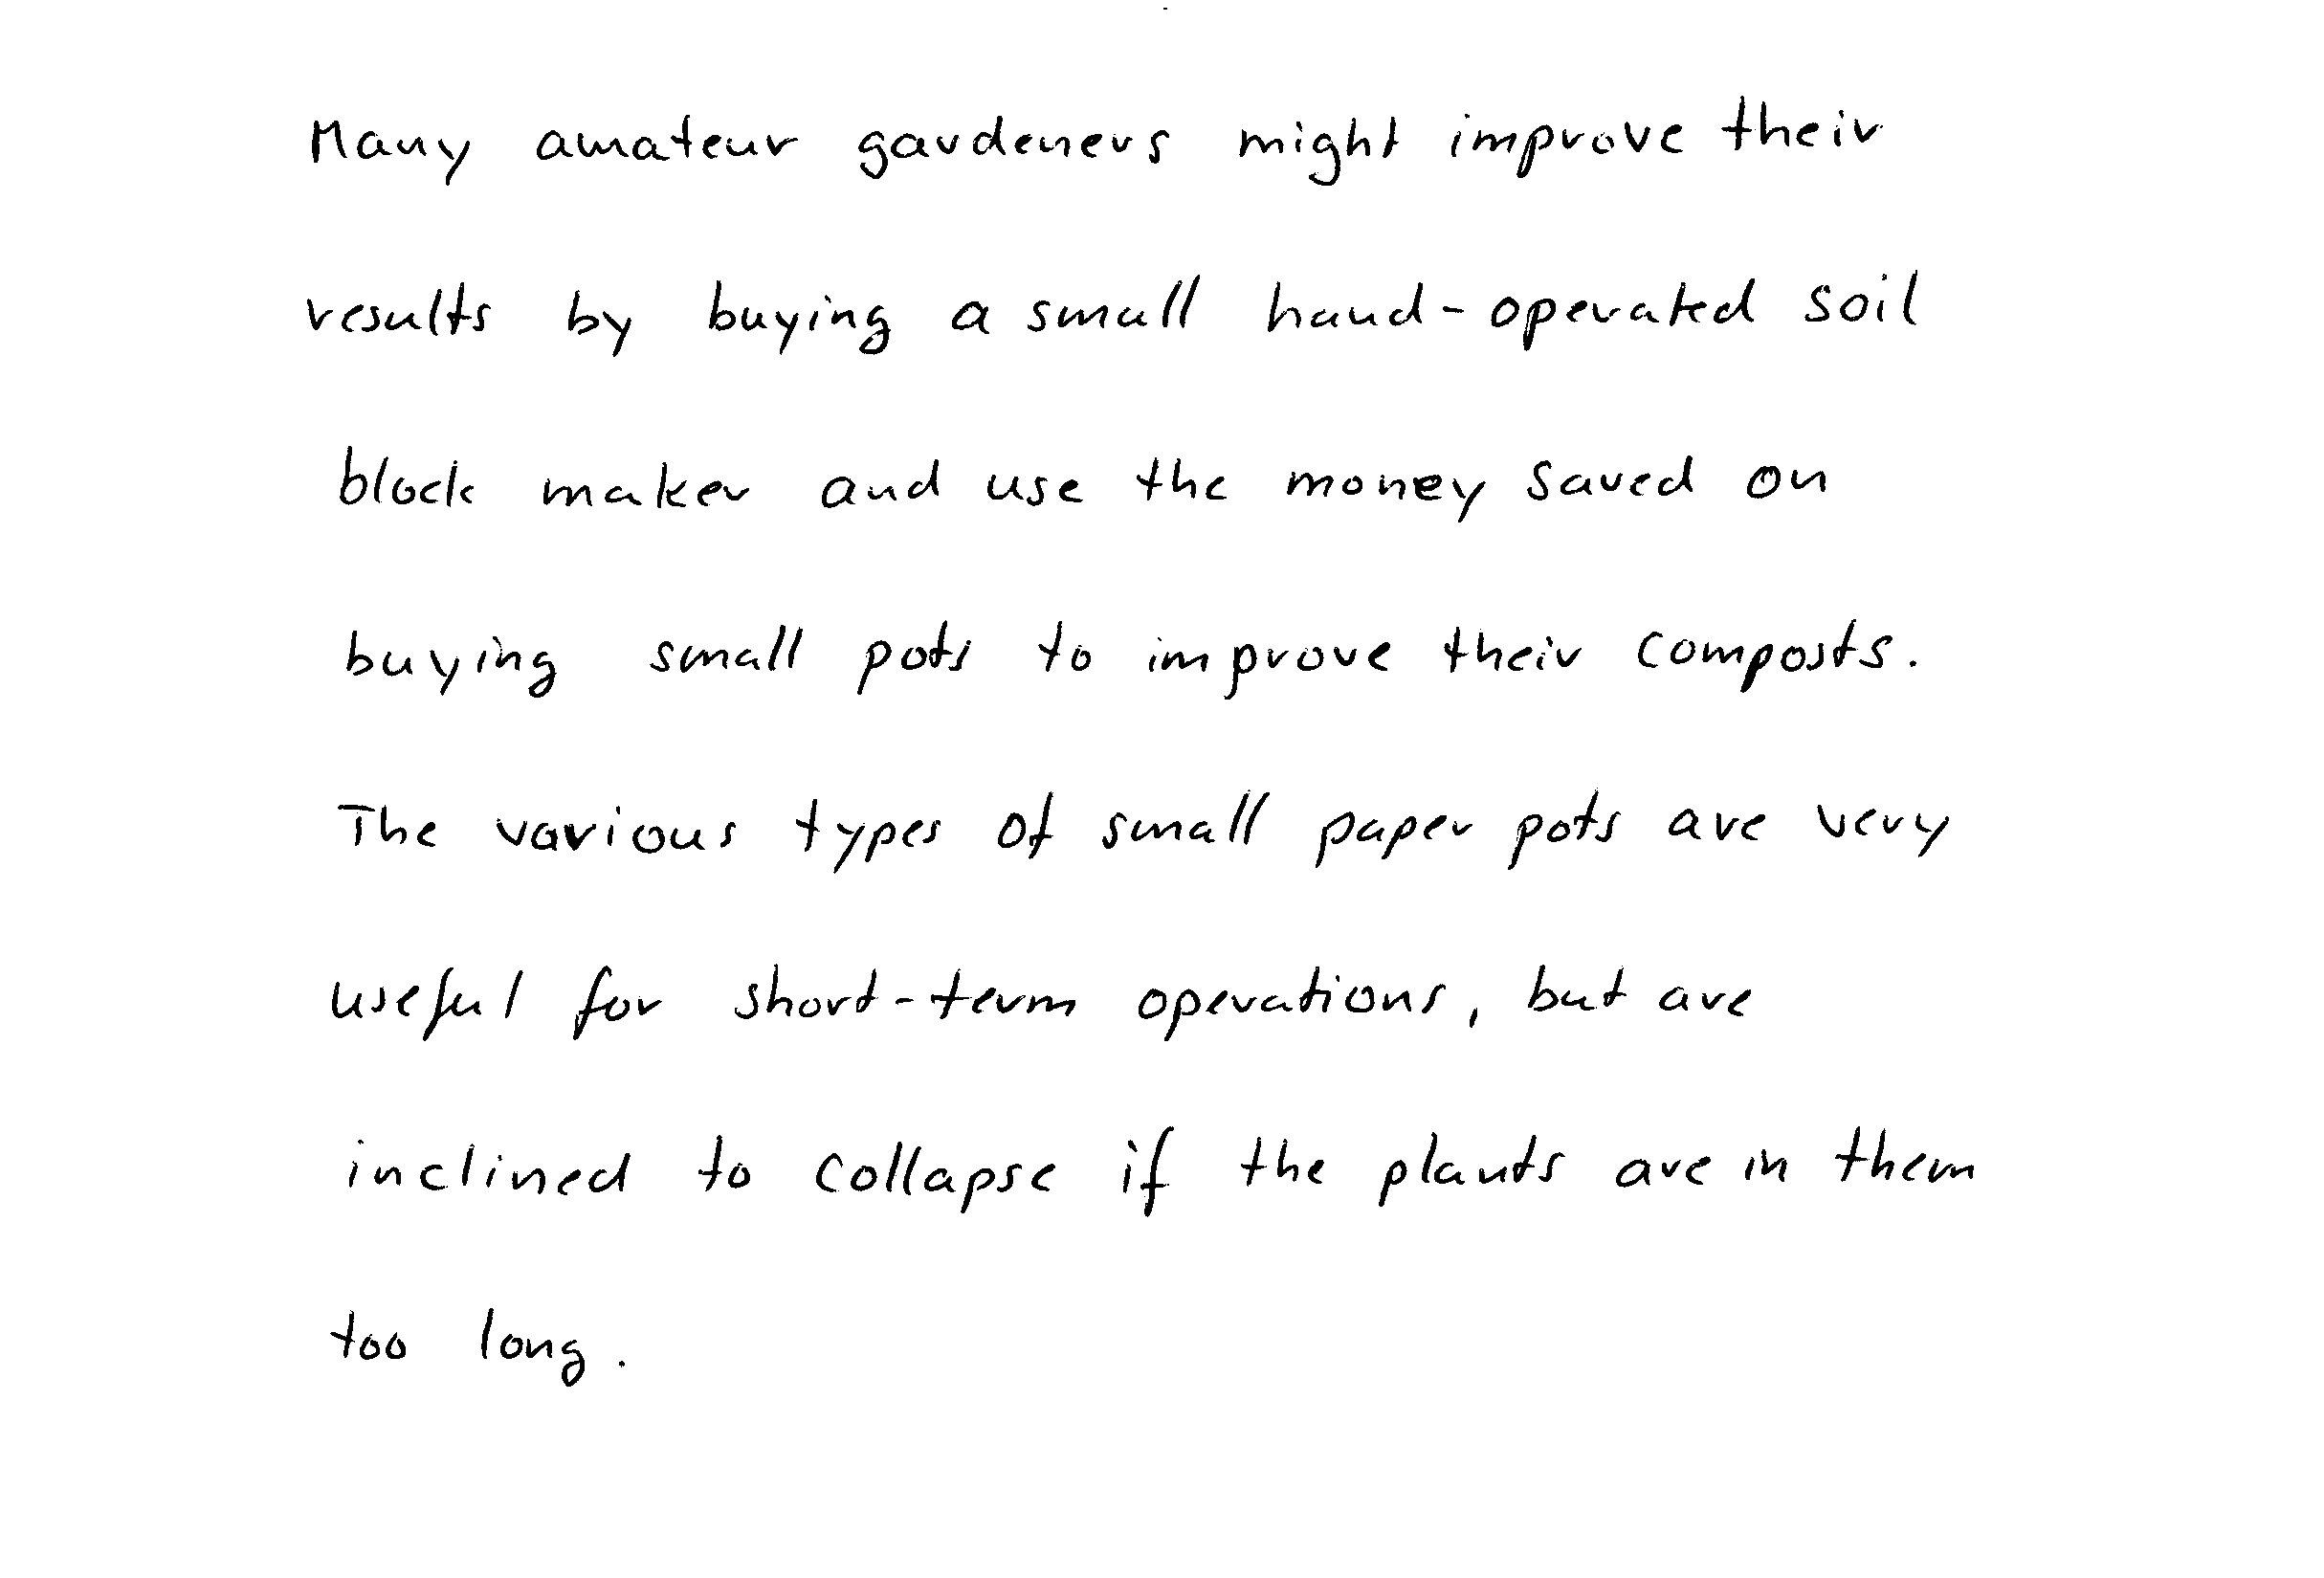 Many amateur gardeners might improve their
results by buying a small hand-operated soil
block maker and use the money saved on
buying small pots to improve their composts.
The various types of small paper pots are very
useful for short-term operations, but are
inclined to collapse if the plants are in them
too long.